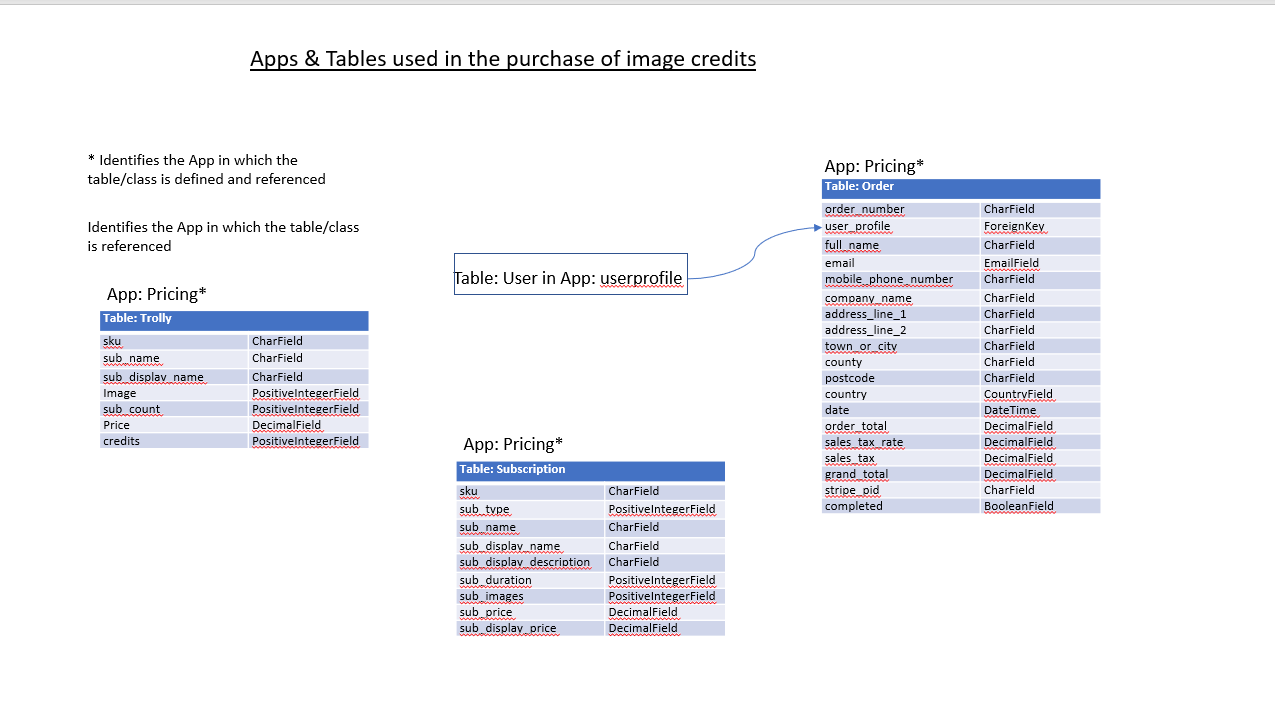 Apps & Tables used in the purchase of image credits
* Identifies the App in which the
table/class is defined and referenced
Identifies the App in which the table/class
is referenced
App: Pricing*
Table: Trolly
sku CharField
sub_name CharField
sub_display_name CharField
Image PositiveIntegerField
sub_count PositiveIntegerField
Price DecimalField
credits PositiveIntegerField
Table: User in App: userprofile
App: Pricing*
Table: Subscription
sku CharField
sub_type PositiveIntegerField
sub_name CharField
sub_display_name CharField
sub_display_description CharField
sub_duration PositiveIntegerField
sub_images PositiveIntegerField
sub_price DecimalField
sub_display_price DecimalField
App: Pricing*
Table: Order
order_number CharField
user_profile ForeignKey
full_name CharField
email EmailField
mobile_phone_number CharField
company_name CharField
address_line_1 CharField
address_line_2 CharField
town_or_city CharField
county CharField
postcode CharField
country CountryField
date DateTime
order_total DecimalField
sales_tax_rate DecimalField
sales_tax DecimalField
grand_total DecimalField
stripe_pid CharField
completed BooleanField